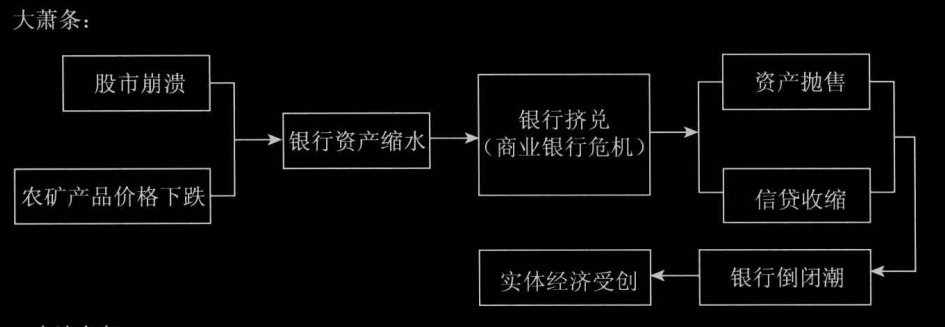 大萧条：
股市崩溃
农矿产品价格下跌
银行资产缩水
银行挤兑
（商业银行危机）
资产抛售
信贷收缩
银行倒闭潮
实体经济受创